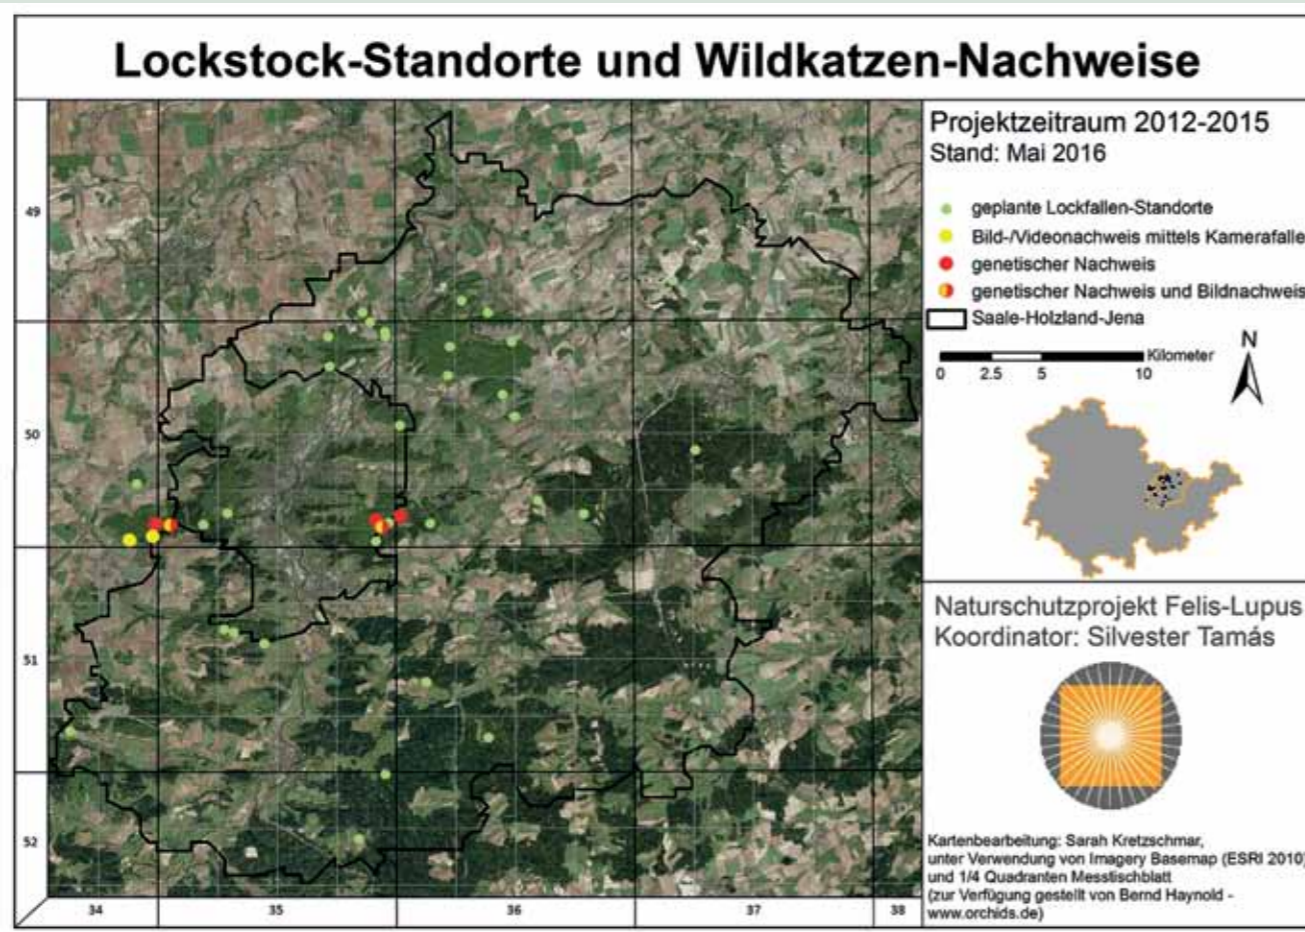 Lockstock-Standorte und Wildkatzen-Nachweise
Projektzeitraum 2012-2015
Stand: Mai 2016
geplante Lockfallen-Standorte
Bild-/Videonachweis mittels Kamerafalle
genetischer Nachweis
genetischer Nachweis und Bildnachweis
Saale-Holzland-Jena
N
Kilometer
0 2.5 5 10
49
50
51
52
34 35 36 37 38
Naturschutzprojekt Felis-Lupus
Koordinator: Silvester Tamás
Kartenbearbeitung: Sarah Kretzschmar,
unter Verwendung von Imagery Basemap (ESRI 2010)
und 1/4 Quadranten Messtischblatt
(zur Verfügung gestellt von Bernd Haynold -
www.orchids.de)